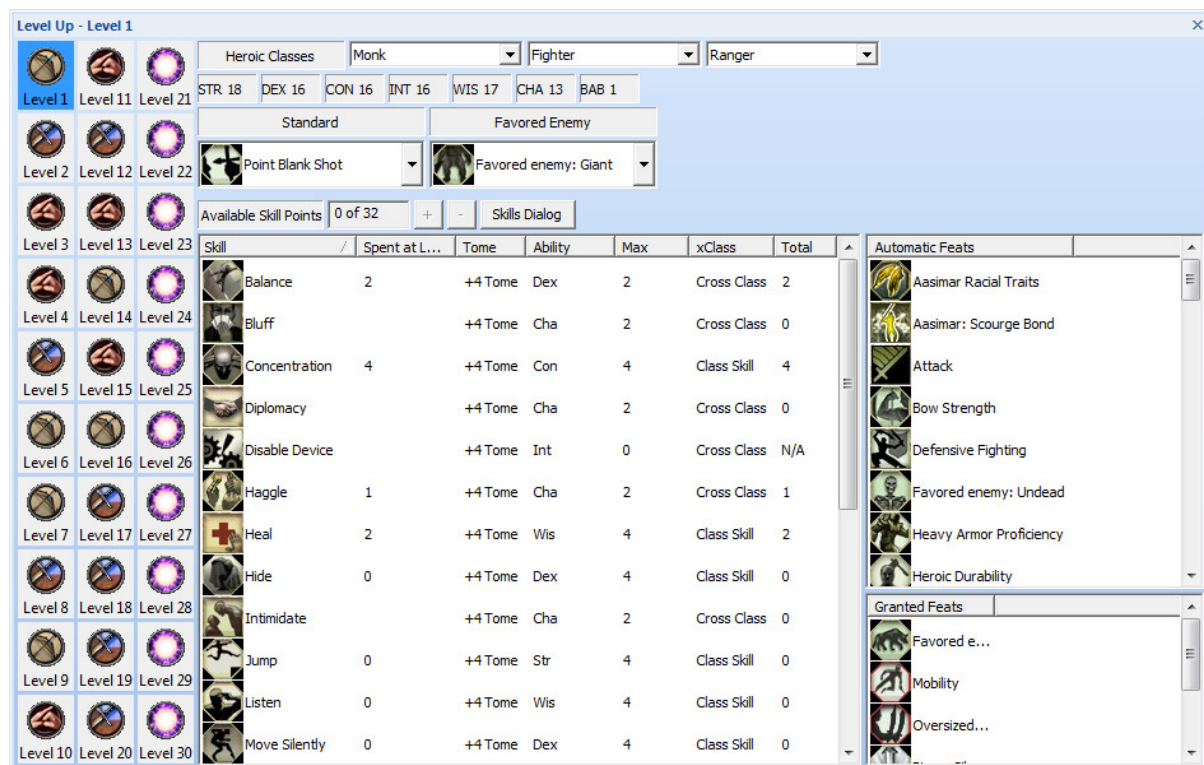 Level Up - Level 1
Heroic Classes Monk Fighter Ranger
STR 18 DEX 16 CON 16 INT 16 WIS 17 CHA 13 BAB 1
Standard Favored Enemy
Point Blank Shot Favored enemy: Giant
Available Skill Points 0 of 32 + - Skills Dialog
Level 1 Level 11 Level 21
Level 2 Level 12 Level 22
Level 3 Level 13 Level 23
Level 4 Level 14 Level 24
Level 5 Level 15 Level 25
Level 6 Level 16 Level 26
Level 7 Level 17 Level 27
Level 8 Level 18 Level 28
Level 9 Level 19 Level 29
Level 10 Level 20 Level 30
Skill Spent at L... Tome Ability Max xClass Total
Balance 2 +4 Tome Dex 2 Cross Class 2
Bluff +4 Tome Cha 2 Cross Class 0
Concentration 4 +4 Tome Con 4 Class Skill 4
Diplomacy +4 Tome Cha 2 Cross Class 0
Disable Device +4 Tome Int 0 Cross Class N/A
Haggle 1 +4 Tome Cha 2 Cross Class 1
Heal 2 +4 Tome Wis 4 Class Skill 2
Hide 0 +4 Tome Dex 4 Class Skill 0
Intimidate +4 Tome Cha 2 Cross Class 0
Jump 0 +4 Tome Str 4 Class Skill 0
Listen 0 +4 Tome Wis 4 Class Skill 0
Move Silently 0 +4 Tome Dex 4 Class Skill 0
Automatic Feats
Aasimar Racial Traits
Aasimar: Scourge Bond
Attack
Bow Strength
Defensive Fighting
Favored enemy: Undead
Heavy Armor Proficiency
Heroic Durability
Granted Feats
Favored e...
Mobility
Oversized...